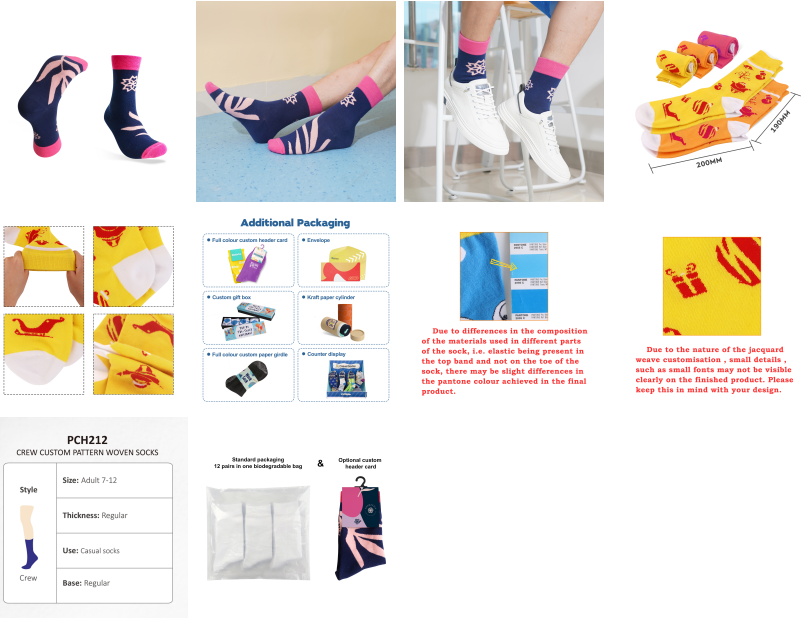 200MM
190MM
Additional Packaging
Full colour custom header card
Envelope
Custom gift box
Kraft paper cylinder
Full colour custom paper girdle
Counter display
Due to differences in the composition
of the materials used in different parts
of the sock, i.e. elastic being present in
the top band and not on the toe of the
sock, there may be slight differences in
the pantone colour achieved in the final
product.
Due to the nature of the jacquard
weave customisation , small details ,
such as small fonts may not be visible
clearly on the finished product. Please
keep this in mind with your design.
PCH212
CREW CUSTOM PATTERN WOVEN SOCKS
Style
Crew
Size: Adult 7-12
Thickness: Regular
Use: Casual socks
Base: Regular
Standard packaging
12 pairs in one biodegradable bag
&
Optional custom
header card